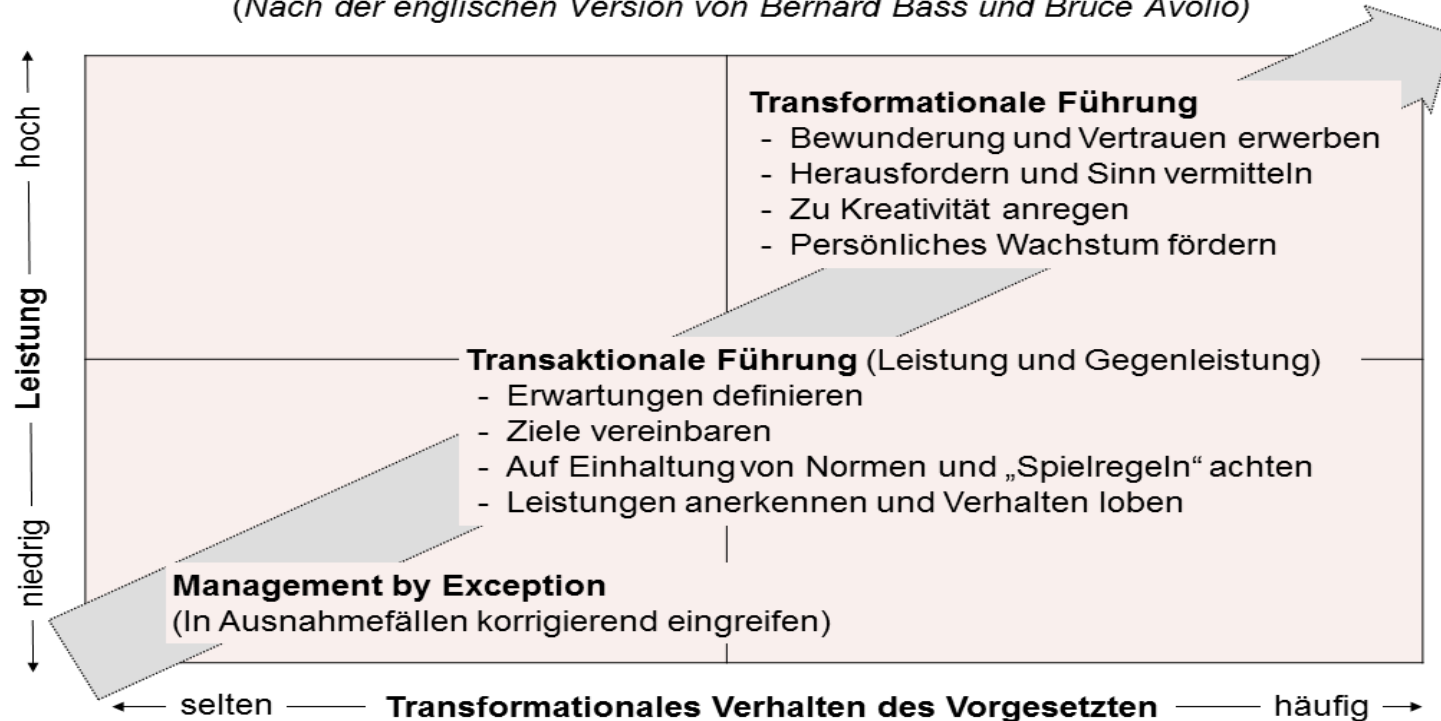 (Nach der englischen Version von Bernard Bass und Bruce Avolio)
Transformationale Führung
- Bewunderung und Vertrauen erwerben
- Herausfordern und Sinn vermitteln
- Zu Kreativität anregen
- Persönliches Wachstum fördern
Transaktionale Führung (Leistung und Gegenleistung)
- Erwartungen definieren
- Ziele vereinbaren
- Auf Einhaltung von Normen und „Spielregeln“ achten
- Leistungen anerkennen und Verhalten loben
Management by Exception
(In Ausnahmefällen korrigierend eingreifen)
niedrig Leistung hoch
selten Transformationales Verhalten des Vorgesetzten häufig